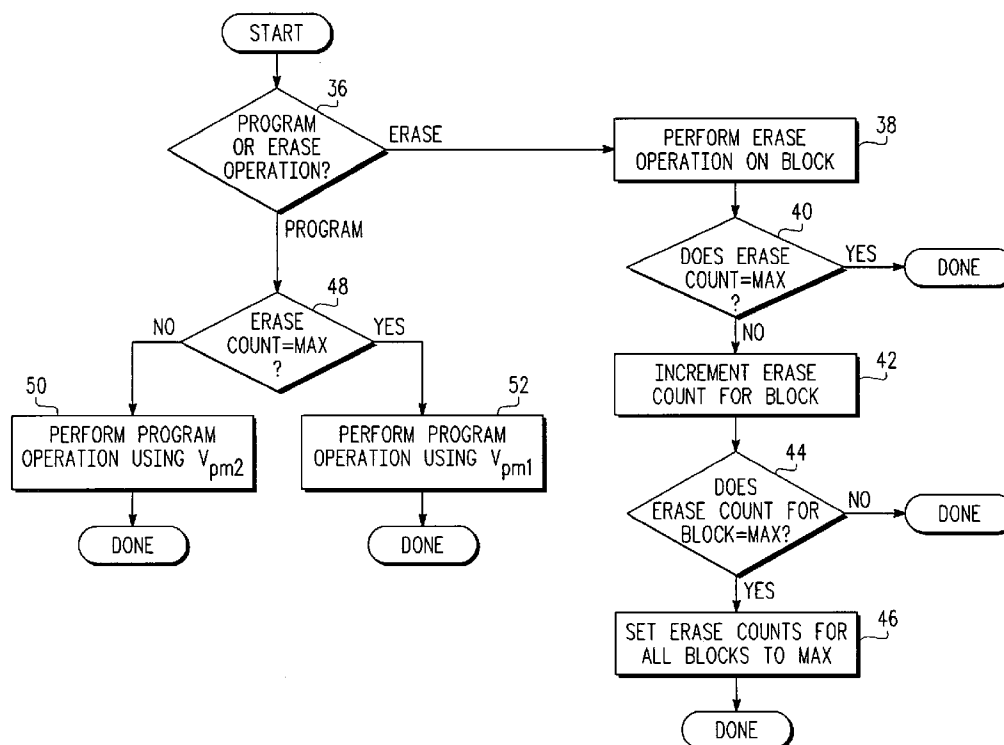 START
36
PROGRAM
OR ERASE
OPERATION?
ERASE
PROGRAM
38
PERFORM ERASE
OPERATION ON BLOCK
40
DOES ERASE
COUNT=MAX
?
YES
DONE
NO
48
ERASE
COUNT=MAX
?
NO
YES
42
INCREMENT ERASE
COUNT FOR BLOCK
50
PERFORM PROGRAM
OPERATION USING Vpm2
DONE
52
PERFORM PROGRAM
OPERATION USING Vpm1
DONE
44
DOES
ERASE COUNT FOR
BLOCK=MAX?
NO
DONE
YES
46
SET ERASE COUNTS FOR
ALL BLOCKS TO MAX
DONE